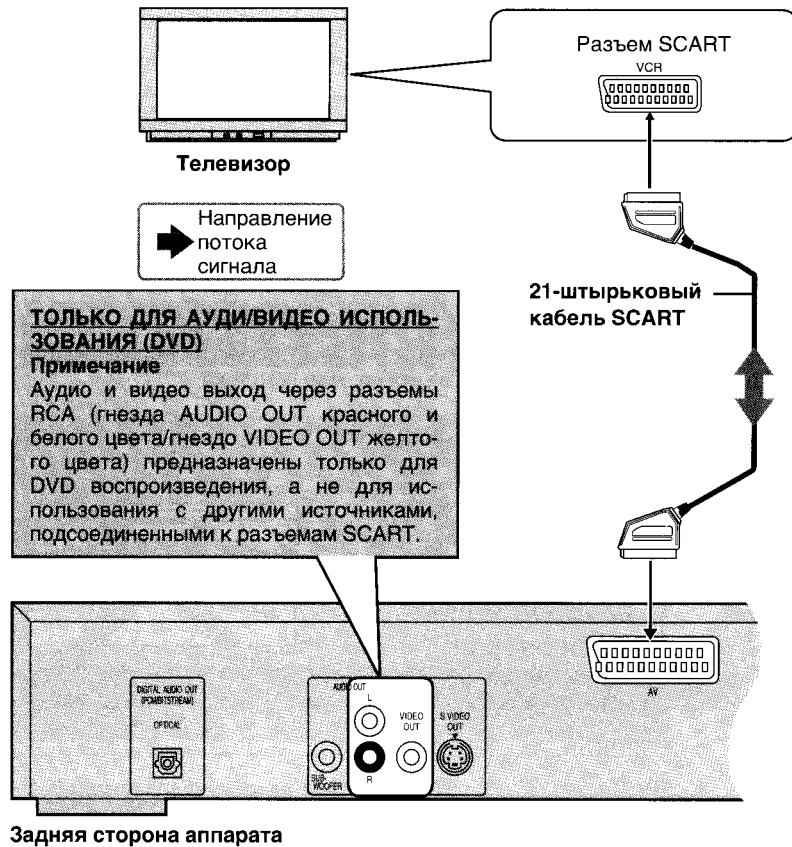 Разъем SCART
VCR
Телевизор
Направление
потока
сигнала
21-штырьковый
кабель SCART
ТОЛЬКО ДЛЯ АУДИ/ВИДЕО ИСПОЛЬ-
ЗОВАНИЯ (DVD)
Примечание
Аудио и видео выход через разъемы
RCA (гнезда AUDIO OUT красного и
белого цвета/гнездо VIDEO OUT желто-
го цвета) предназначены только для
DVD воспроизведения, а не для ис-
пользования с другими источниками,
подсоединенными к разъемам SCART.
DIGITAL AUDIO OUT
(PCM/BITSTREAM)
OPTICAL
AUDIO OUT
L
R
SUB-
WOOFER
VIDEO
OUT
S VIDEO
OUT
AV
Задняя сторона аппарата